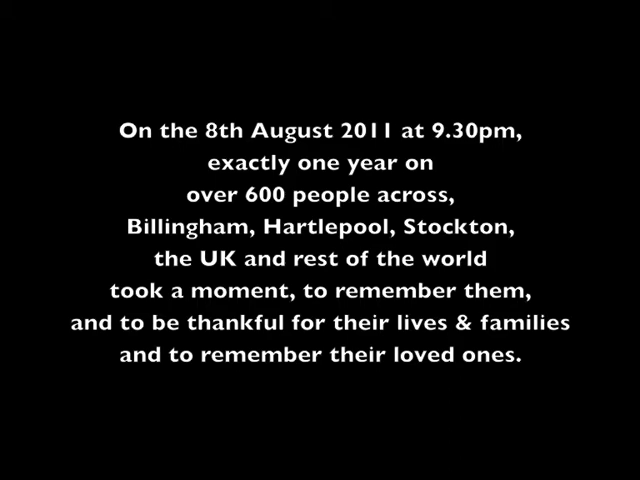 On the 8th August 2011 at 9.30pm,
exactly one year on
over 600 people across,
Billingham, Hartlepool, Stockton,
the UK and rest of the world
took a moment, to remember them,
and to be thankful for their lives & families
and to remember their loved ones.